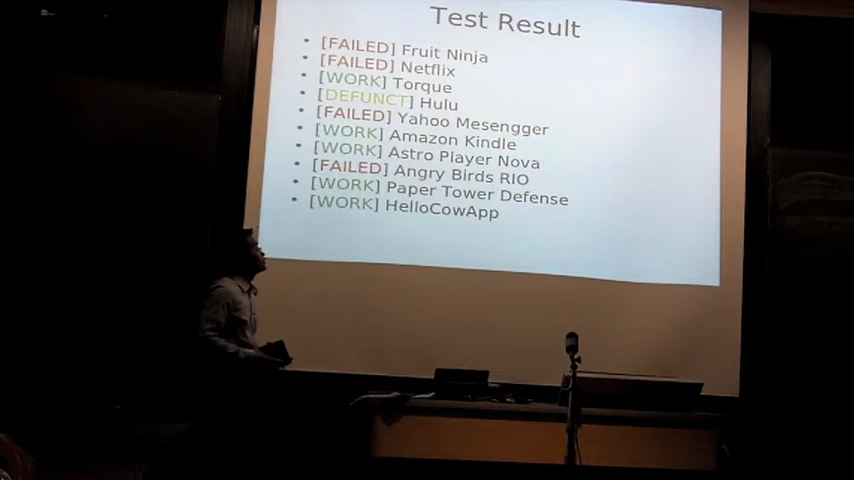 Test Result
• [FAILED] Fruit Ninja
• [FAILED] Netflix
• [WORK] Torque
• [DEFUNCT] Hulu
• [FAILED] Yahoo Mesengger
• [WORK] Amazon Kindle
• [WORK] Astro Player Nova
• [FAILED] Angry Birds RIO
• [WORK] Paper Tower Defense
• [WORK] HelloCowApp